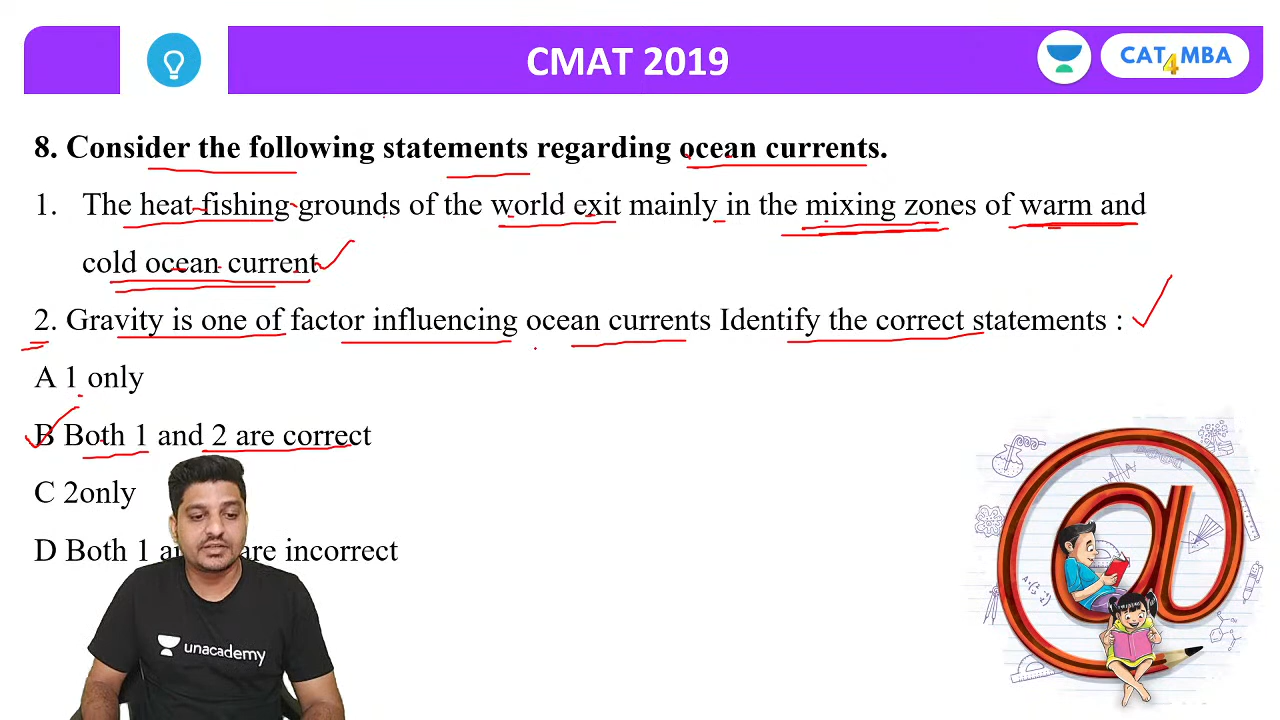 CMAT 2019
CAT4MBA
8. Consider the following statements regarding ocean currents.
1. The heat fishing grounds of the world exit mainly in the mixing zones of warm and
cold ocean current
2. Gravity is one of factor influencing ocean currents Identify the correct statements :
A 1 only
B Both 1 and 2 are correct
C 2only
D Both 1 are incorrect
unacademy